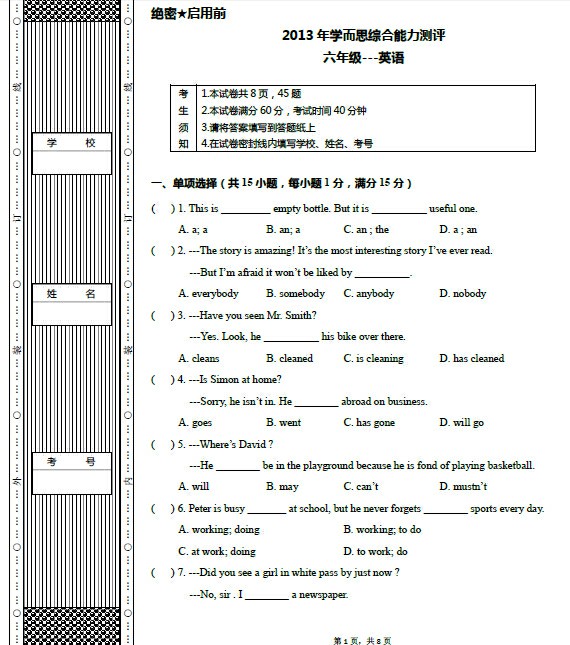 绝密★启用前
2013 年学而思综合能力测评
六年级---英语
考生须知
1.本试卷共 8 页，45 题
2.本试卷满分 60 分，考试时间 40 分钟
3.请将答案填写到答题纸上
4.在试卷密封线内填写学校、姓名、考号
学 校
姓 名
考 号
线
订
装
外
线
订
装
内
一、单项选择（共 15 小题，每小题 1 分，满分 15 分）
( ) 1. This is _________ empty bottle. But it is __________ useful one.
A. a; a B. an; a C. an ; the D. a ; an
( ) 2. ---The story is amazing! It's the most interesting story I've ever read.
---But I'm afraid it won't be liked by __________.
A. everybody B. somebody C. anybody D. nobody
( ) 3. ---Have you seen Mr. Smith?
---Yes. Look, he __________ his bike over there.
A. cleans B. cleaned C. is cleaning D. has cleaned
( ) 4. ---Is Simon at home?
---Sorry, he isn't in. He ________ abroad on business.
A. goes B. went C. has gone D. will go
( ) 5. ---Where's David ?
---He ________ be in the playground because he is fond of playing basketball.
A. will B. may C. can't D. mustn't
( ) 6. Peter is busy _______ at school, but he never forgets ________ sports every day.
A. working; doing B. working; to do
C. at work; doing D. to work; do
( ) 7. ---Did you see a girl in white pass by just now ?
---No, sir . I ________ a newspaper.
第 1 页，共 8 页